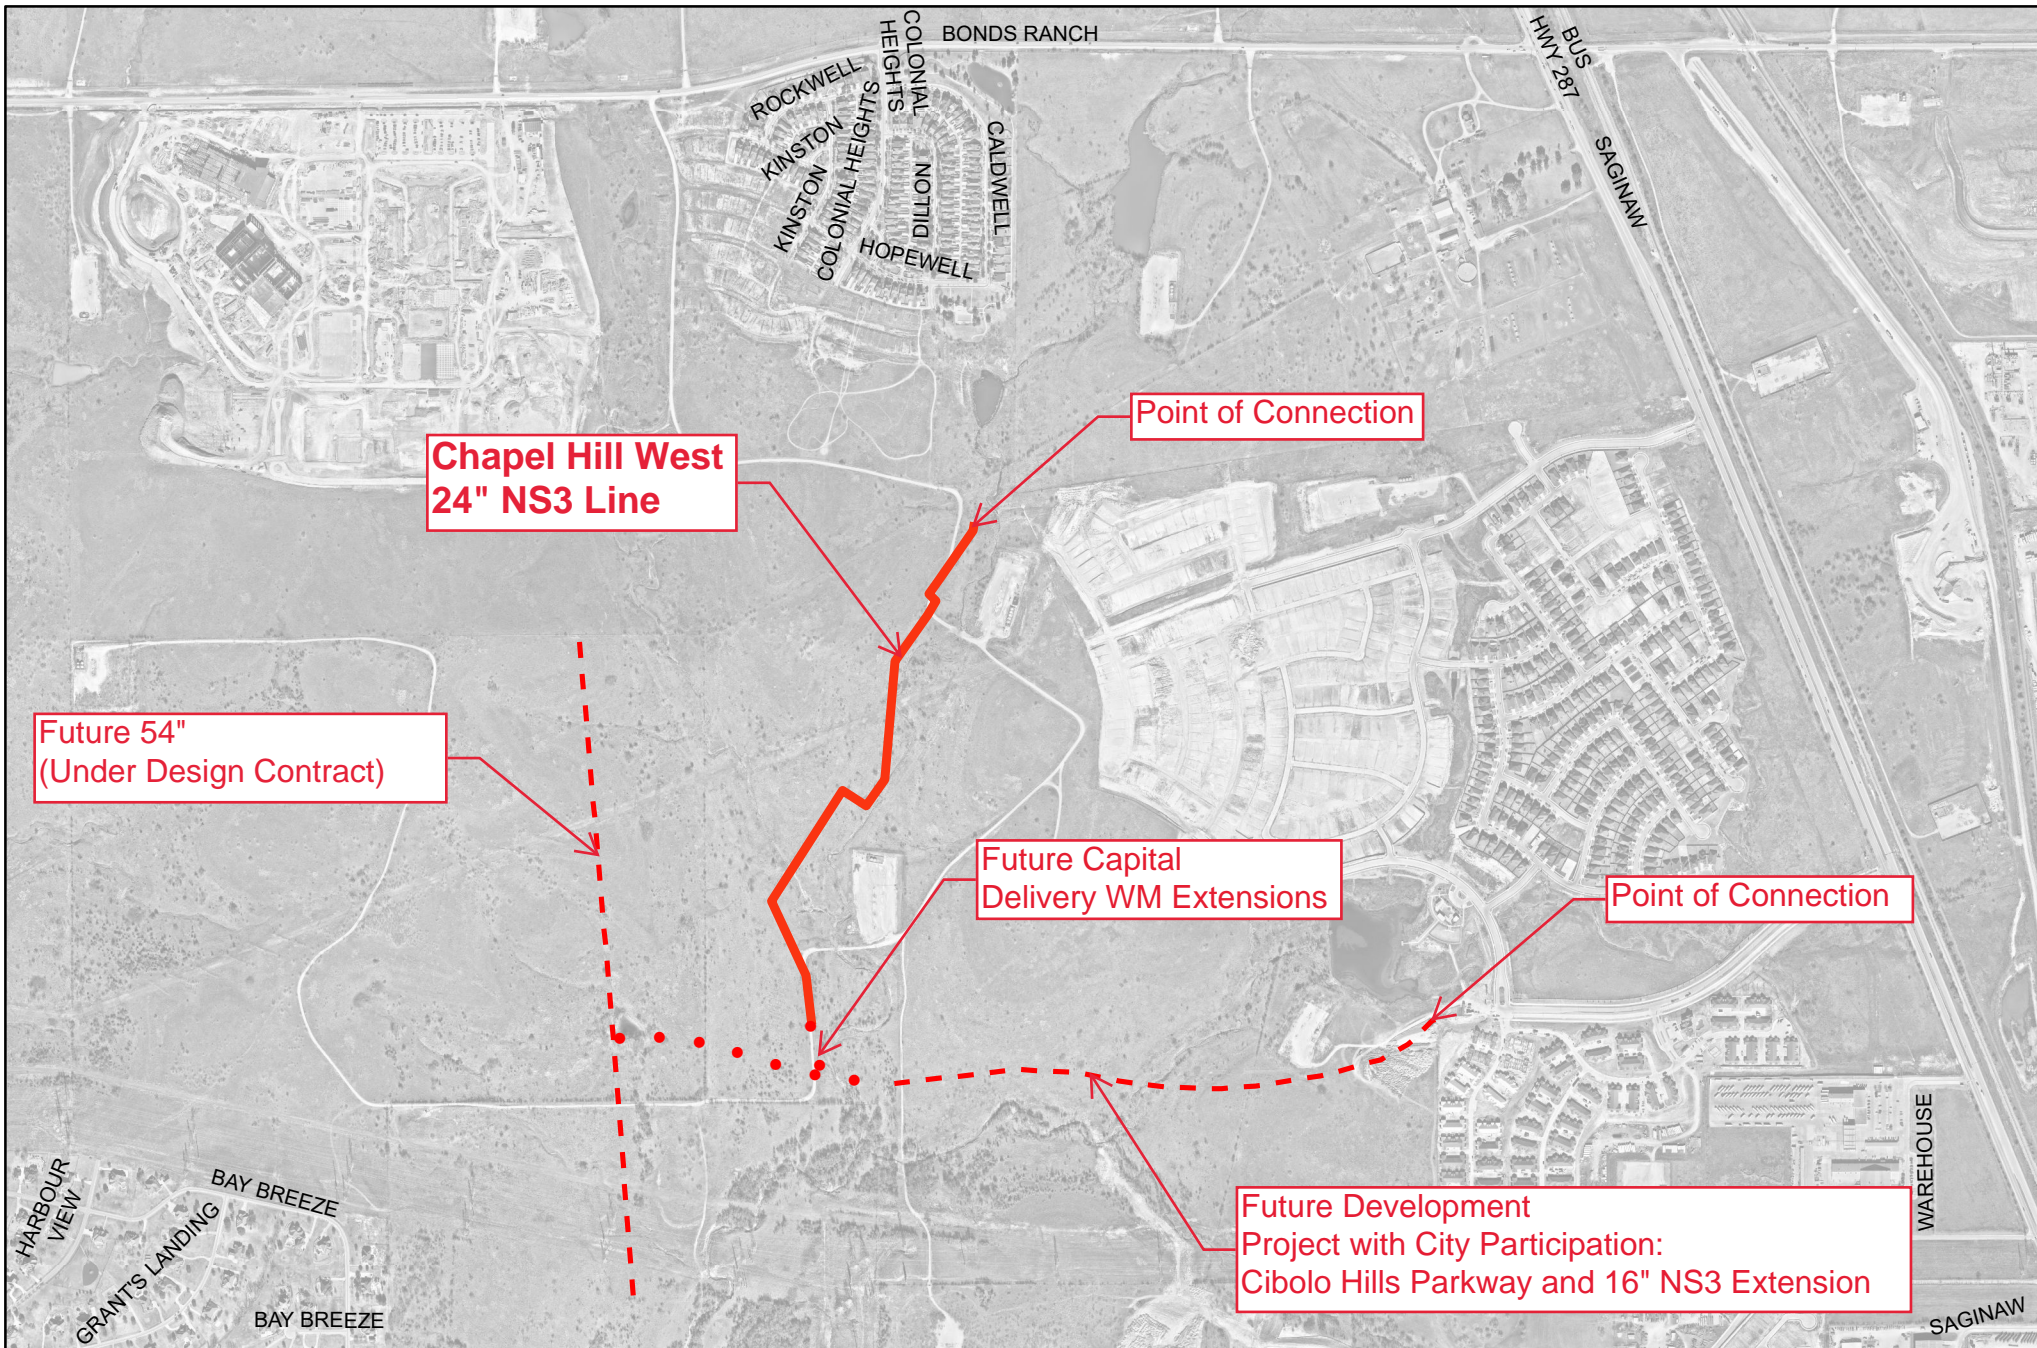 BONDS RANCH
COLONIAL
HEIGHTS
BUS
HWY 287
ROCKWELL
KINSTON
COLONIAL HEIGHTS
KINSTON
DILLON
CALDWELL
HOPEWELL
SAGINAW
Point of Connection
Chapel Hill West
24" NS3 Line
Future 54"
(Under Design Contract)
Future Capital
Delivery WM Extensions
Point of Connection
WAREHOUSE
HARBOUR
VIEW
BAY BREEZE
GRANT'S LANDING
BAY BREEZE
Future Development
Project with City Participation:
Cibolo Hills Parkway and 16" NS3 Extension
SAGINAW